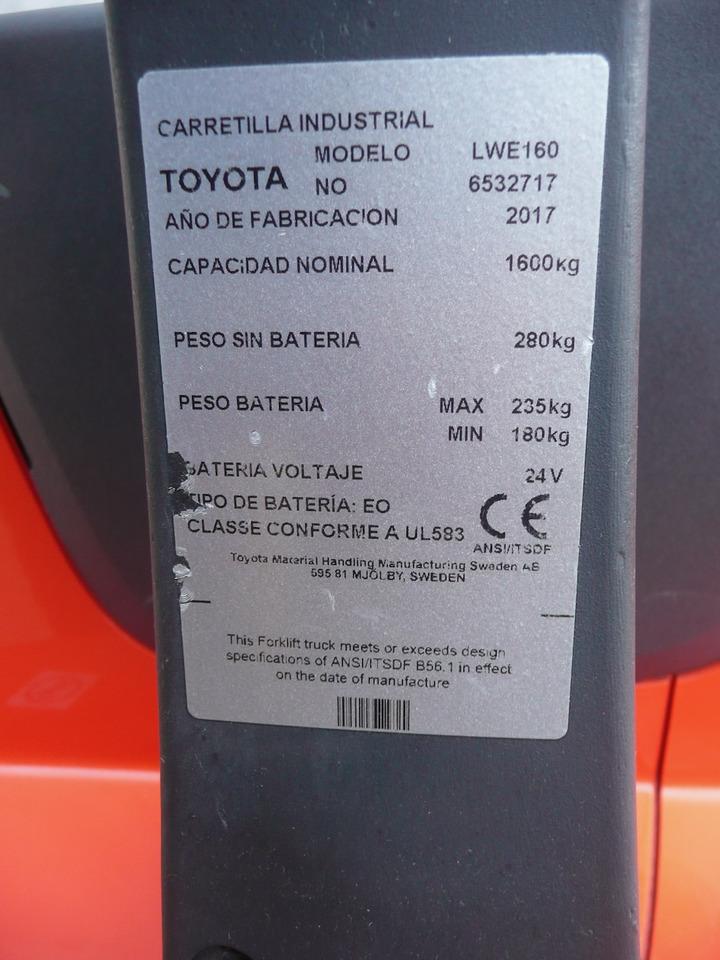 CARRETILLA INDUSTRIAL
MODELO LWE160
TOYOTA NO 6532717
AÑO DE FABRICACION 2017
CAPACIDAD NOMINAL 1600kg
PESO SIN BATERIA 280kg
PESO BATERIA MAX 235kg
MIN 180kg
BATERIA VOLTAJE 24V
TIPO DE BATERÍA: EO
CLASSE CONFORME A UL583 CE
ANSI/ITSDF
Toyota Material Handling Manufacturing Sweden AB
595 81 MJÖLBY, SWEDEN
This Forklift truck meets or exceeds design
specifications of ANSI/ITSDF B56.1 in effect
on the date of manufacture